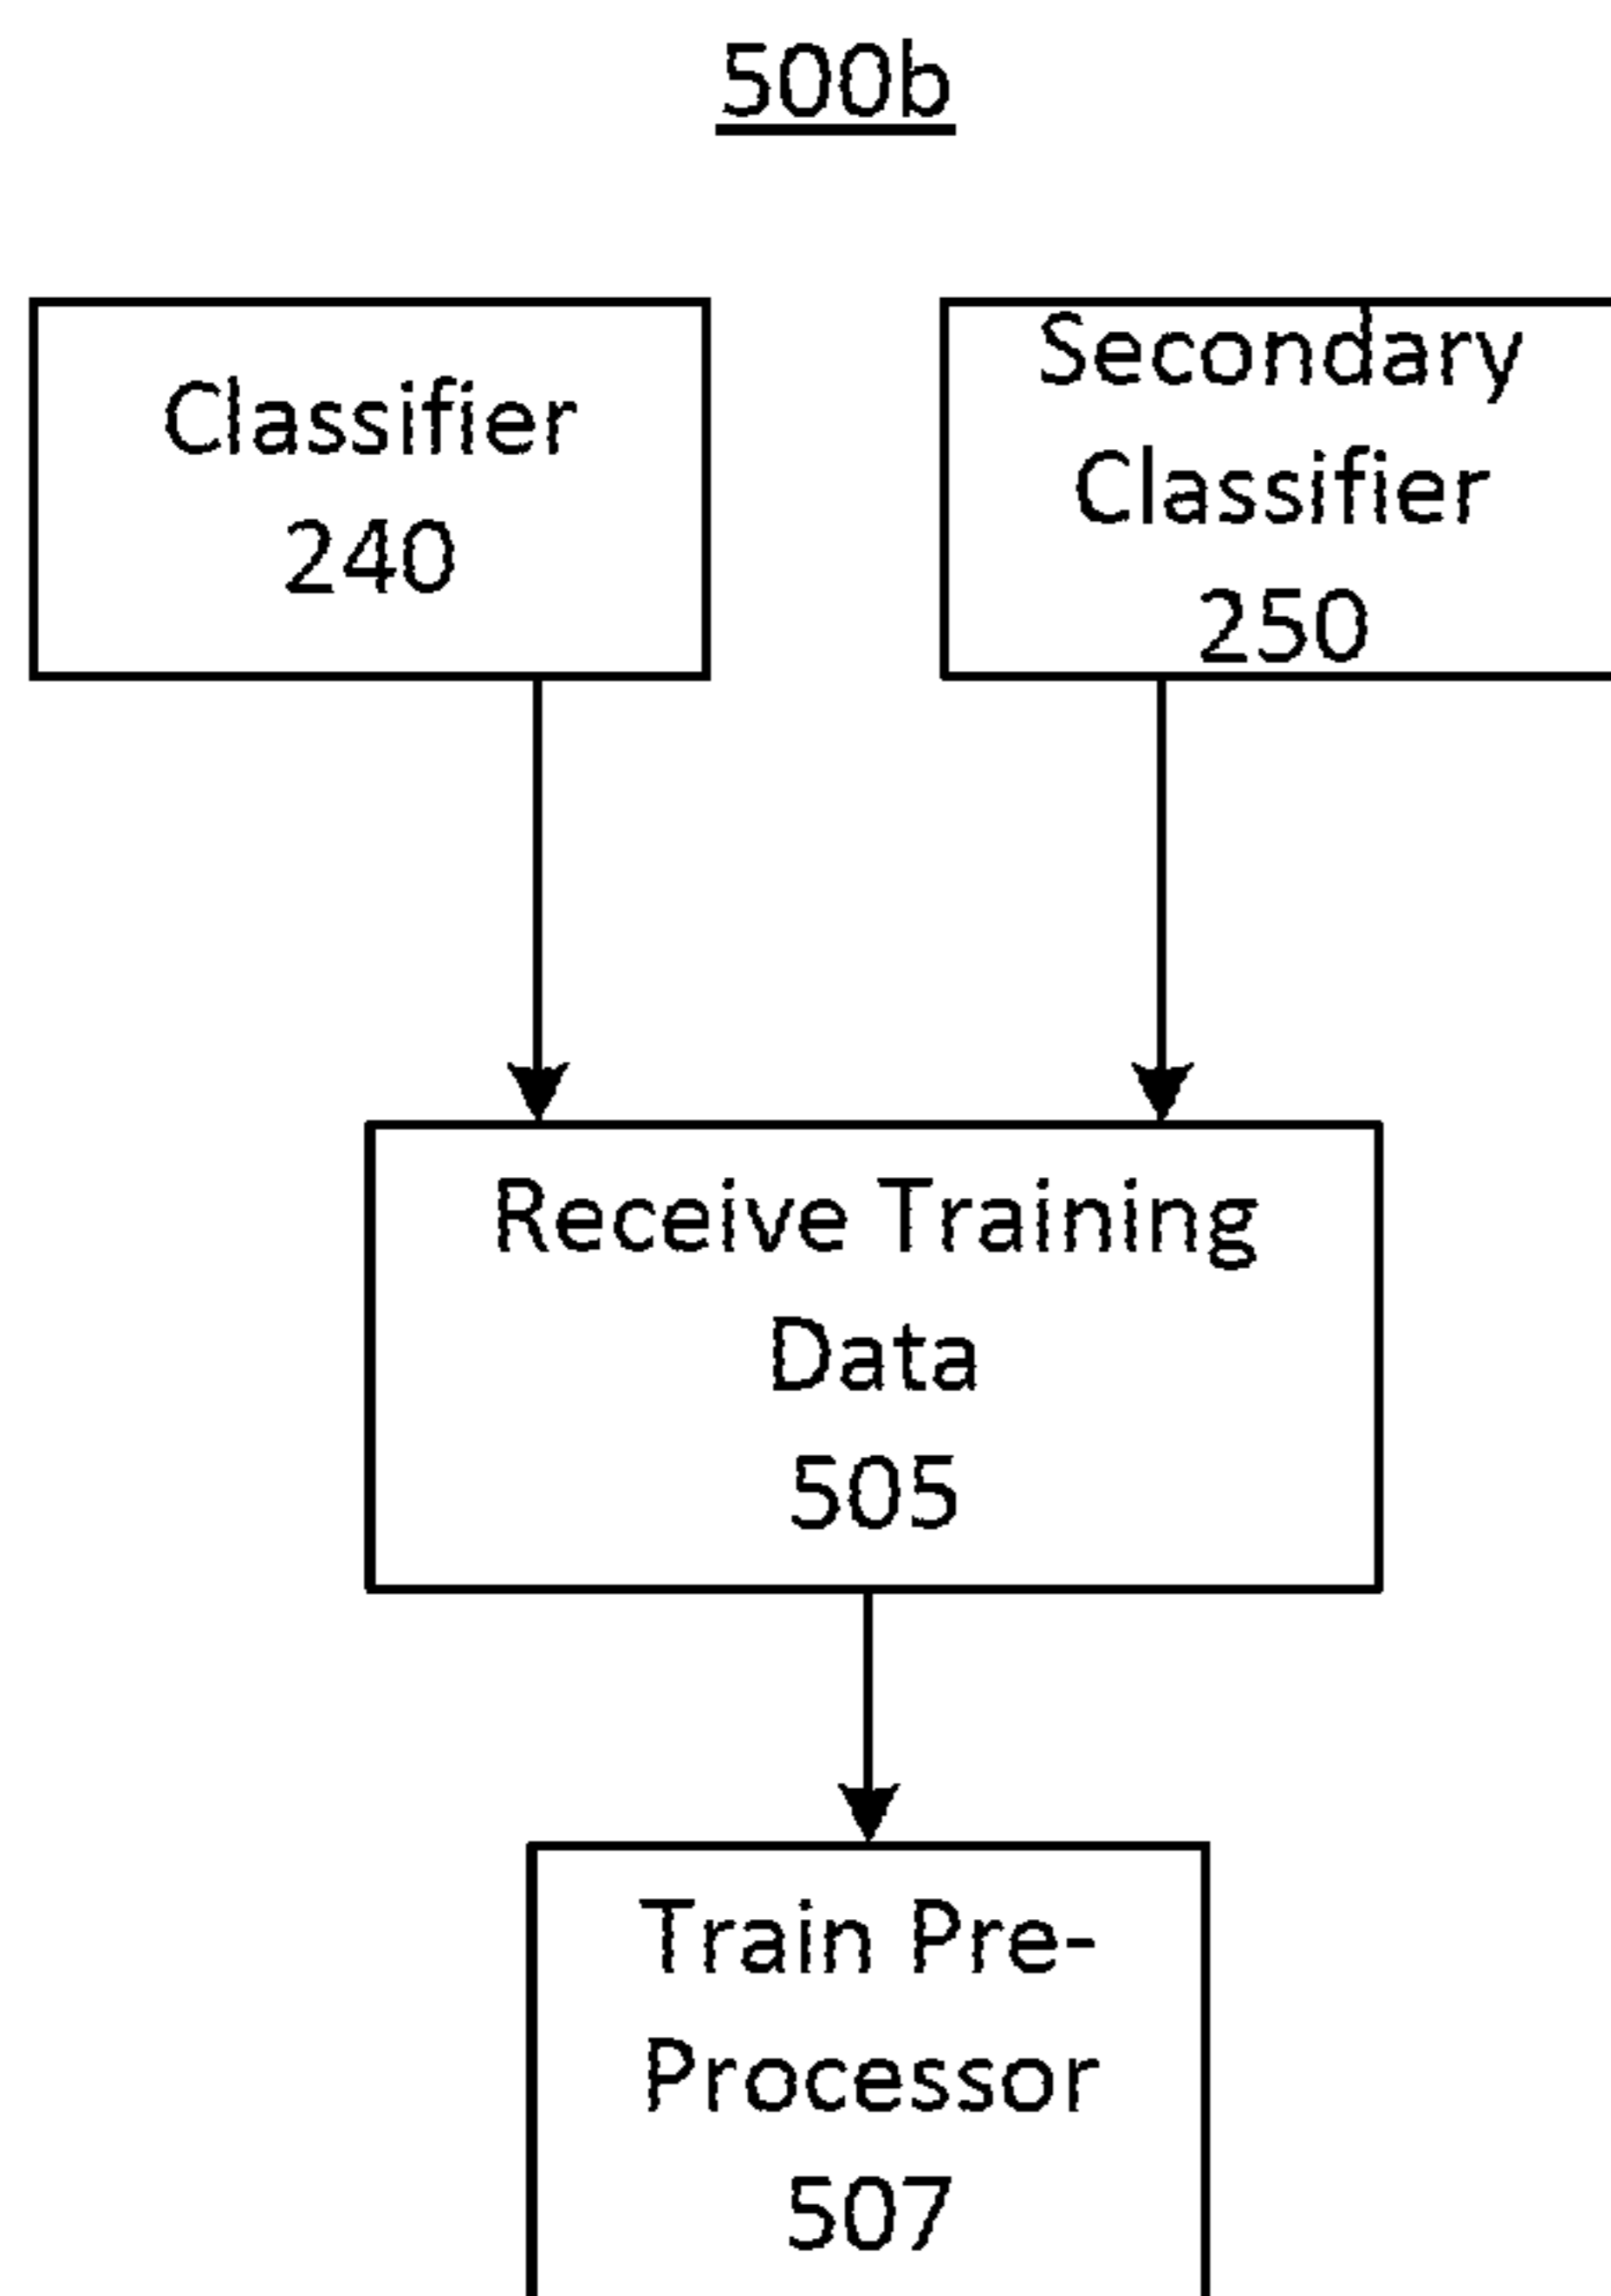 500b
Classifier
240
Secondary
Classifier
250
Receive Training
Data
505
Train Pre-
Processor
507